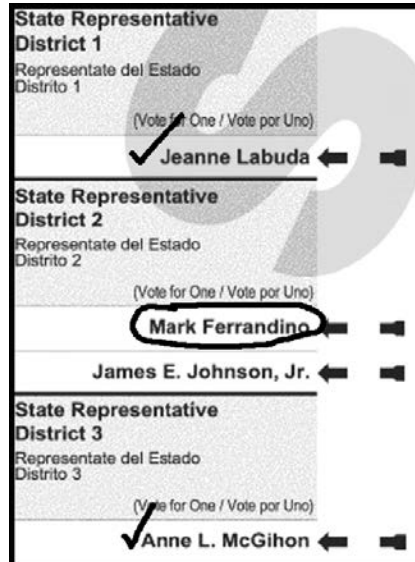 State Representative
District 1
Representate del Estado
Distrito 1
(Vote for One / Vote por Uno)
Jeanne Labuda
State Representative
District 2
Representate del Estado
Distrito 2
(Vote for One / Vote por Uno)
Mark Ferrandino
James E. Johnson, Jr.
State Representative
District 3
Representate del Estado
Distrito 3
(Vote for One / Vote por Uno)
Anne L. McGihon